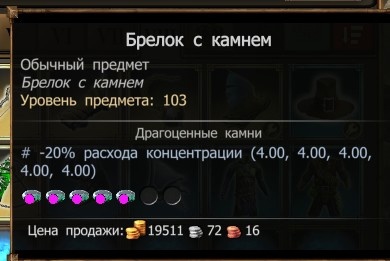 Брелок с камнем
Обычный предмет
Брелок с камнем
Уровень предмета: 103
Драгоценные камни
# -20% расхода концентрации (4.00, 4.00, 4.00,
4.00, 4.00)
Цена продажи: 19511 72 16